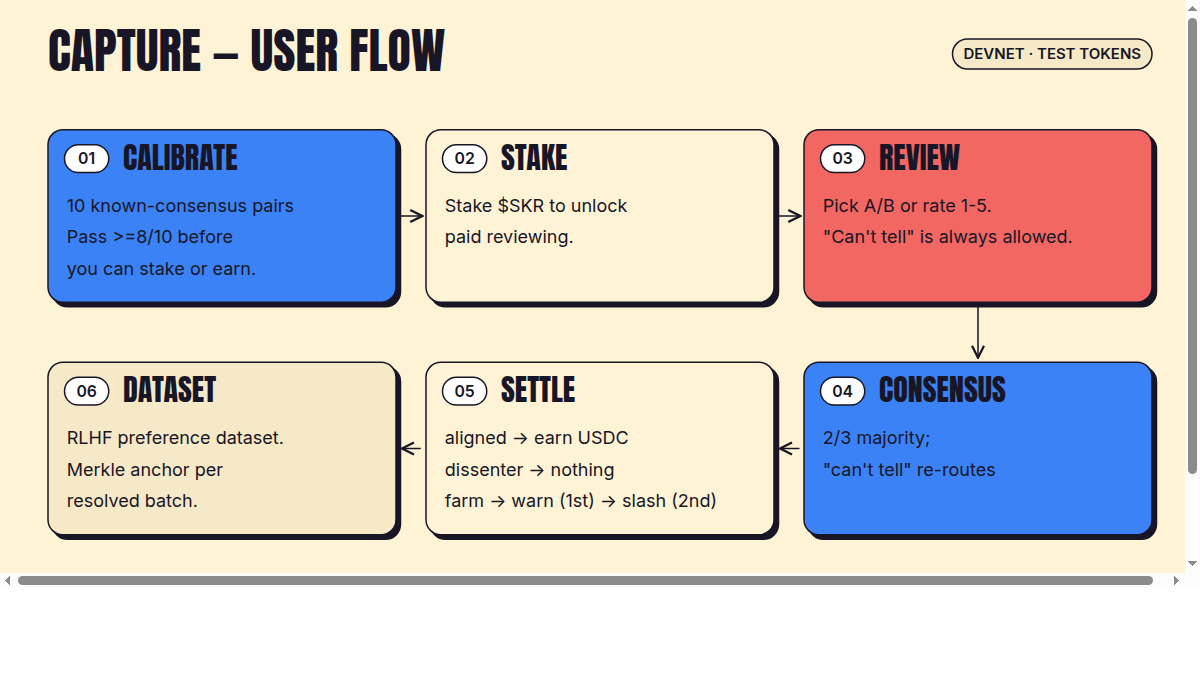 CAPTURE — USER FLOW
DEVNET · TEST TOKENS
01 CALIBRATE
10 known-consensus pairs
Pass >=8/10 before
you can stake or earn.
02 STAKE
Stake $SKR to unlock
paid reviewing.
03 REVIEW
Pick A/B or rate 1-5.
"Can't tell" is always allowed.
04 CONSENSUS
2/3 majority;
"can't tell" re-routes
05 SETTLE
aligned → earn USDC
dissenter → nothing
farm → warn (1st) → slash (2nd)
06 DATASET
RLHF preference dataset.
Merkle anchor per
resolved batch.